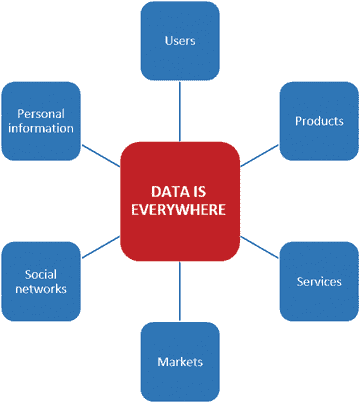 Users
Personal
information
Products
DATA IS
EVERYWHERE
Social
networks
Services
Markets